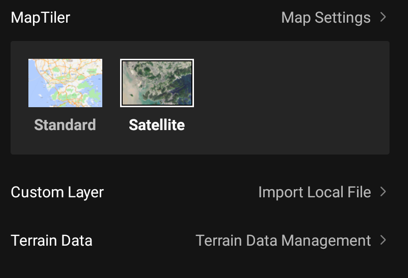 MapTiler Map Settings >
Standard Satellite
Custom Layer Import Local File >
Terrain Data Terrain Data Management >